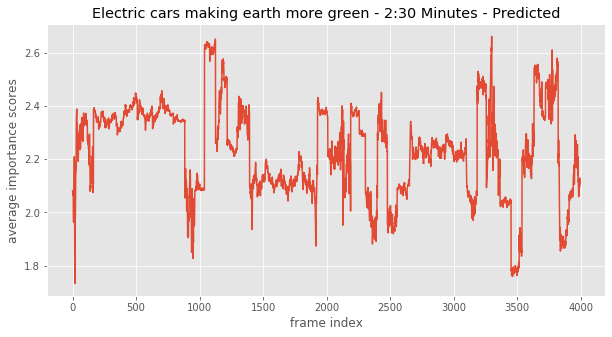 Electric cars making earth more green - 2:30 Minutes - Predicted
average importance scores
2.6
2.4
2.2
2.0
1.8
0 500 1000 1500 2000 2500 3000 3500 4000
frame index